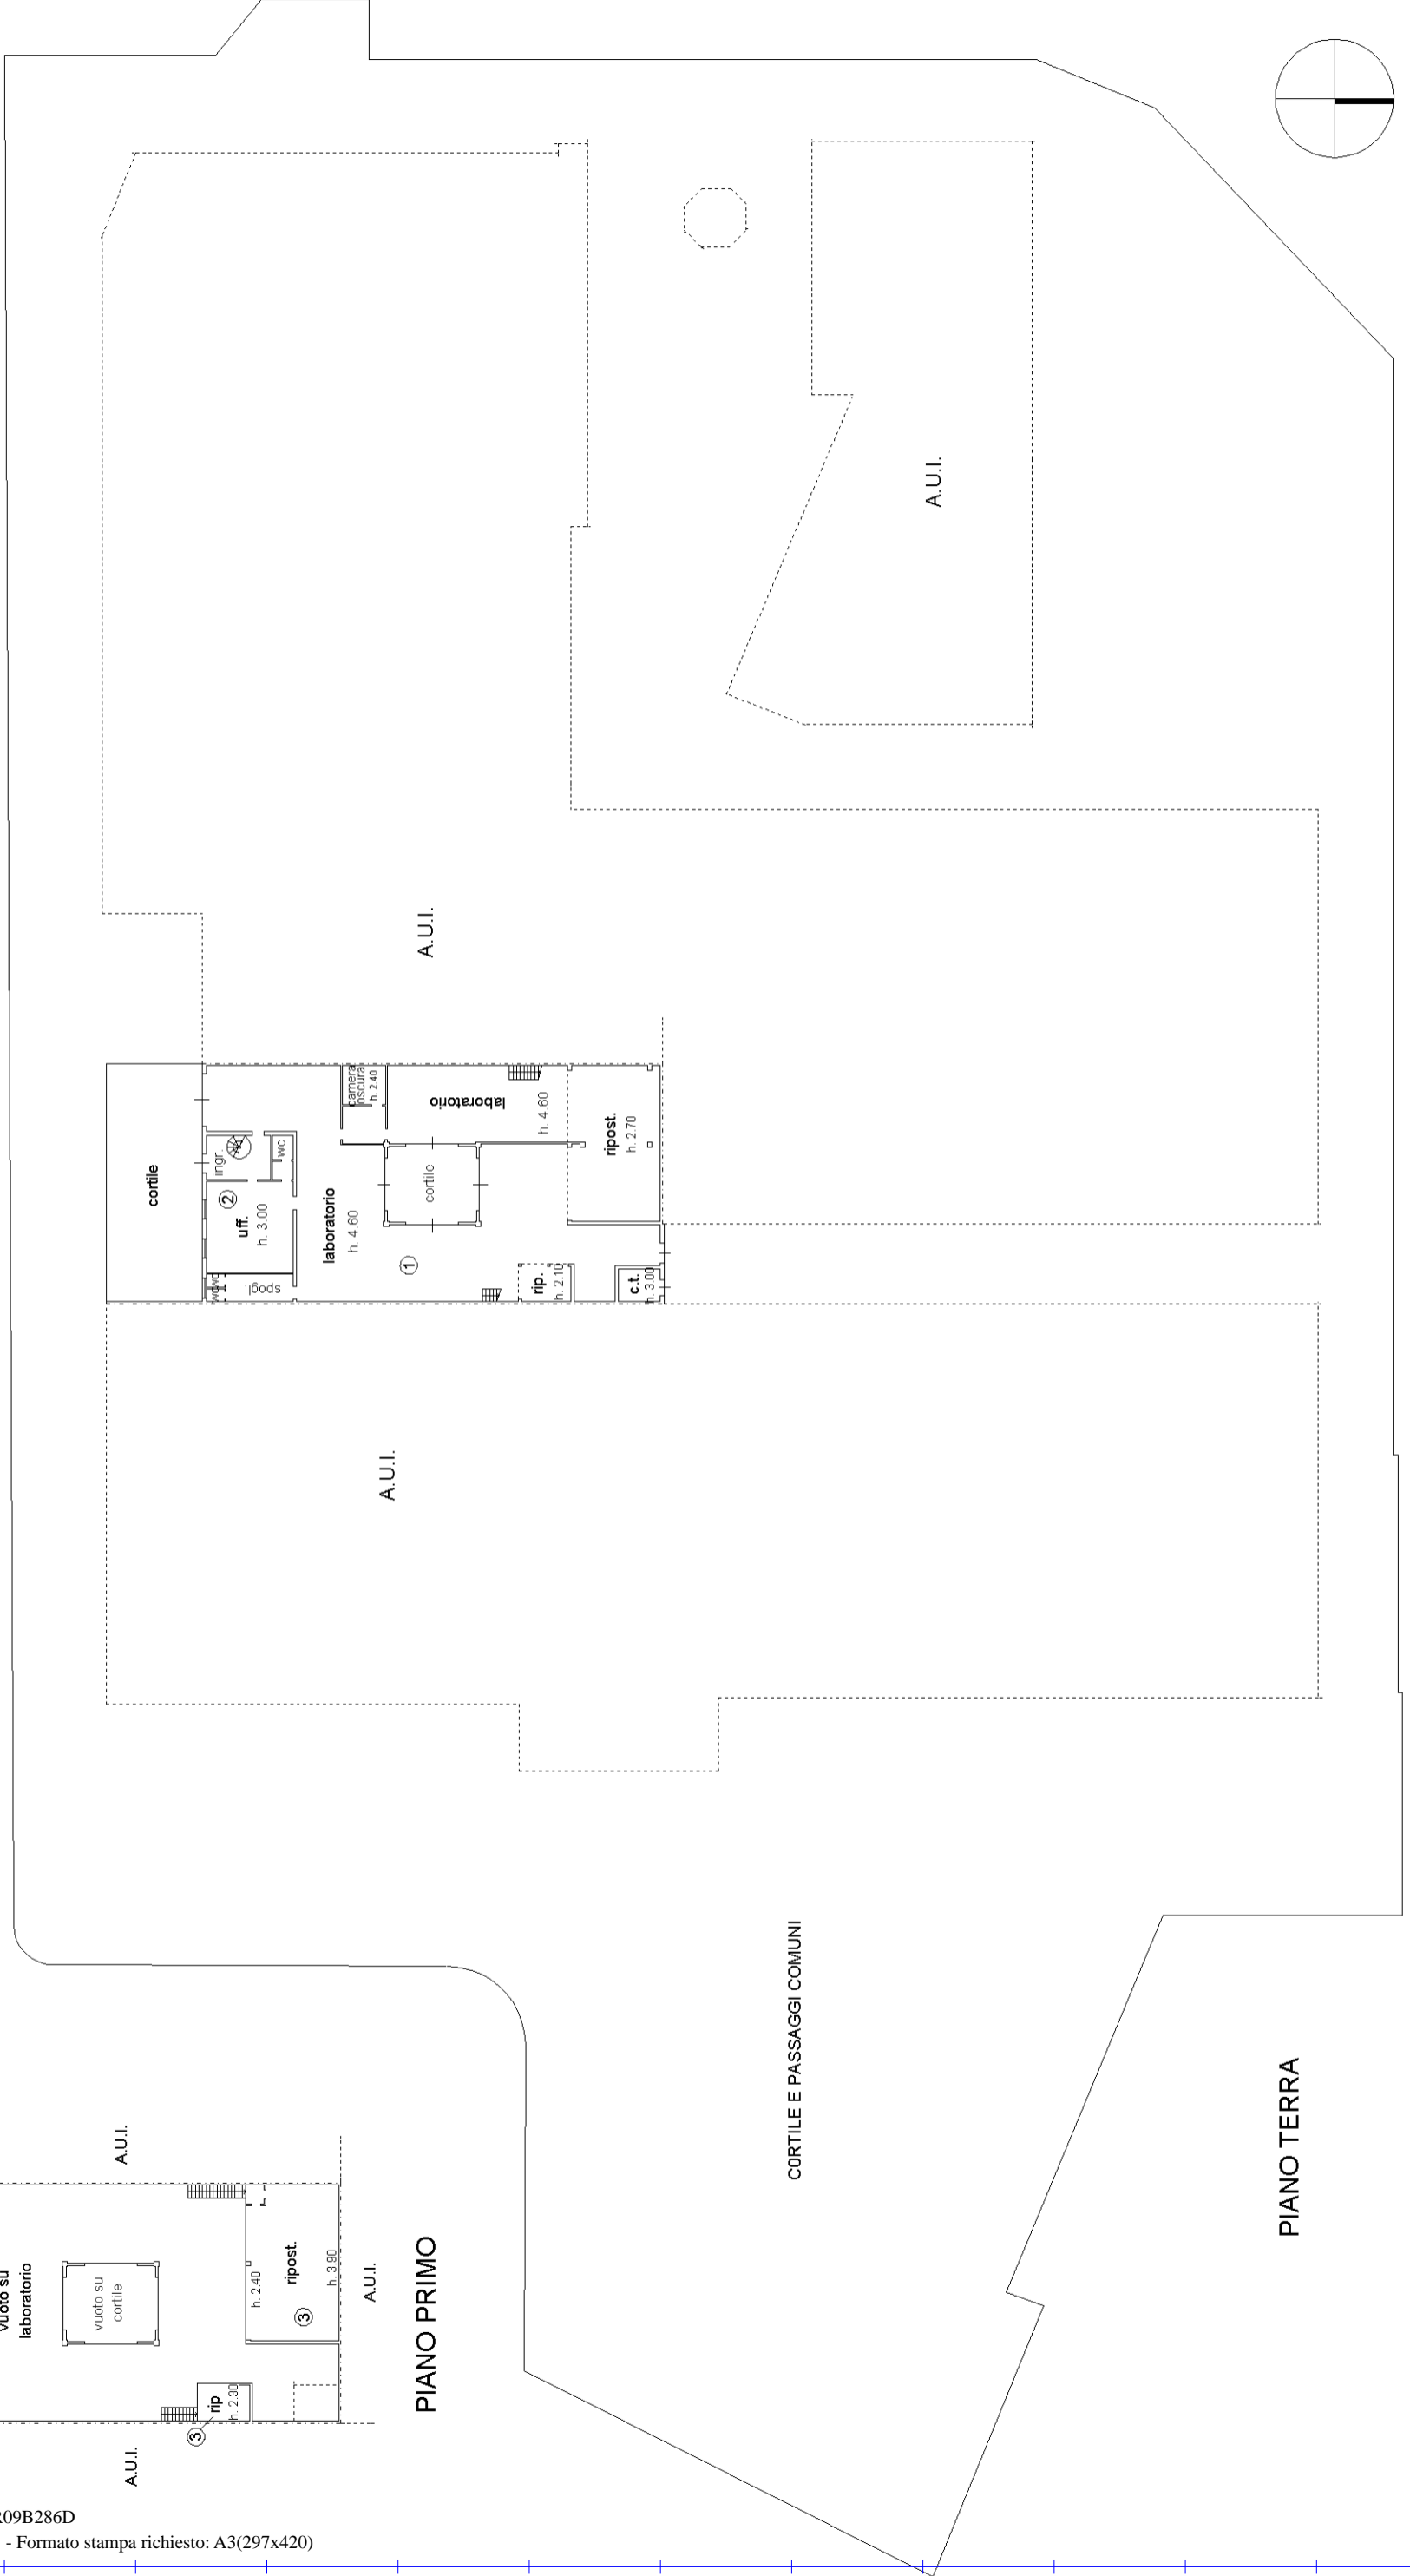 A.U.I.
A.U.I.
camera
oscura
h. 2.40
laboratorio
h. 4.60
ripost.
h. 2.70
cortile
ingr.
wc
2
uff.
h. 3.00
laboratorio
h. 4.60
cortile
1
wc
wc
spogl.
rip.
h. 2.10
c.t.
h. 3.00
A.U.I.
CORTILE E PASSAGGI COMUNI
PIANO TERRA
A.U.I.
vuoto su
laboratorio
vuoto su
cortile
h. 2.40
ripost.
h. 3.90
3
A.U.I.
PIANO PRIMO
rip
h. 2.30
3
A.U.I.
09B286D
- Formato stampa richiesto: A3(297x420)